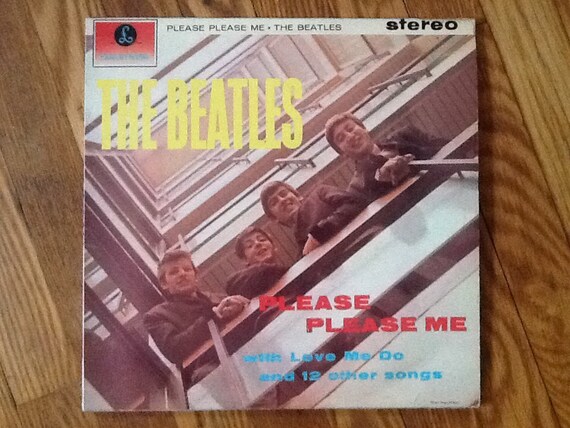 PLEASE PLEASE ME • THE BEATLES
stereo
THE BEATLES
PLEASE
PLEASE ME
with Love Me Do
and 12 other songs